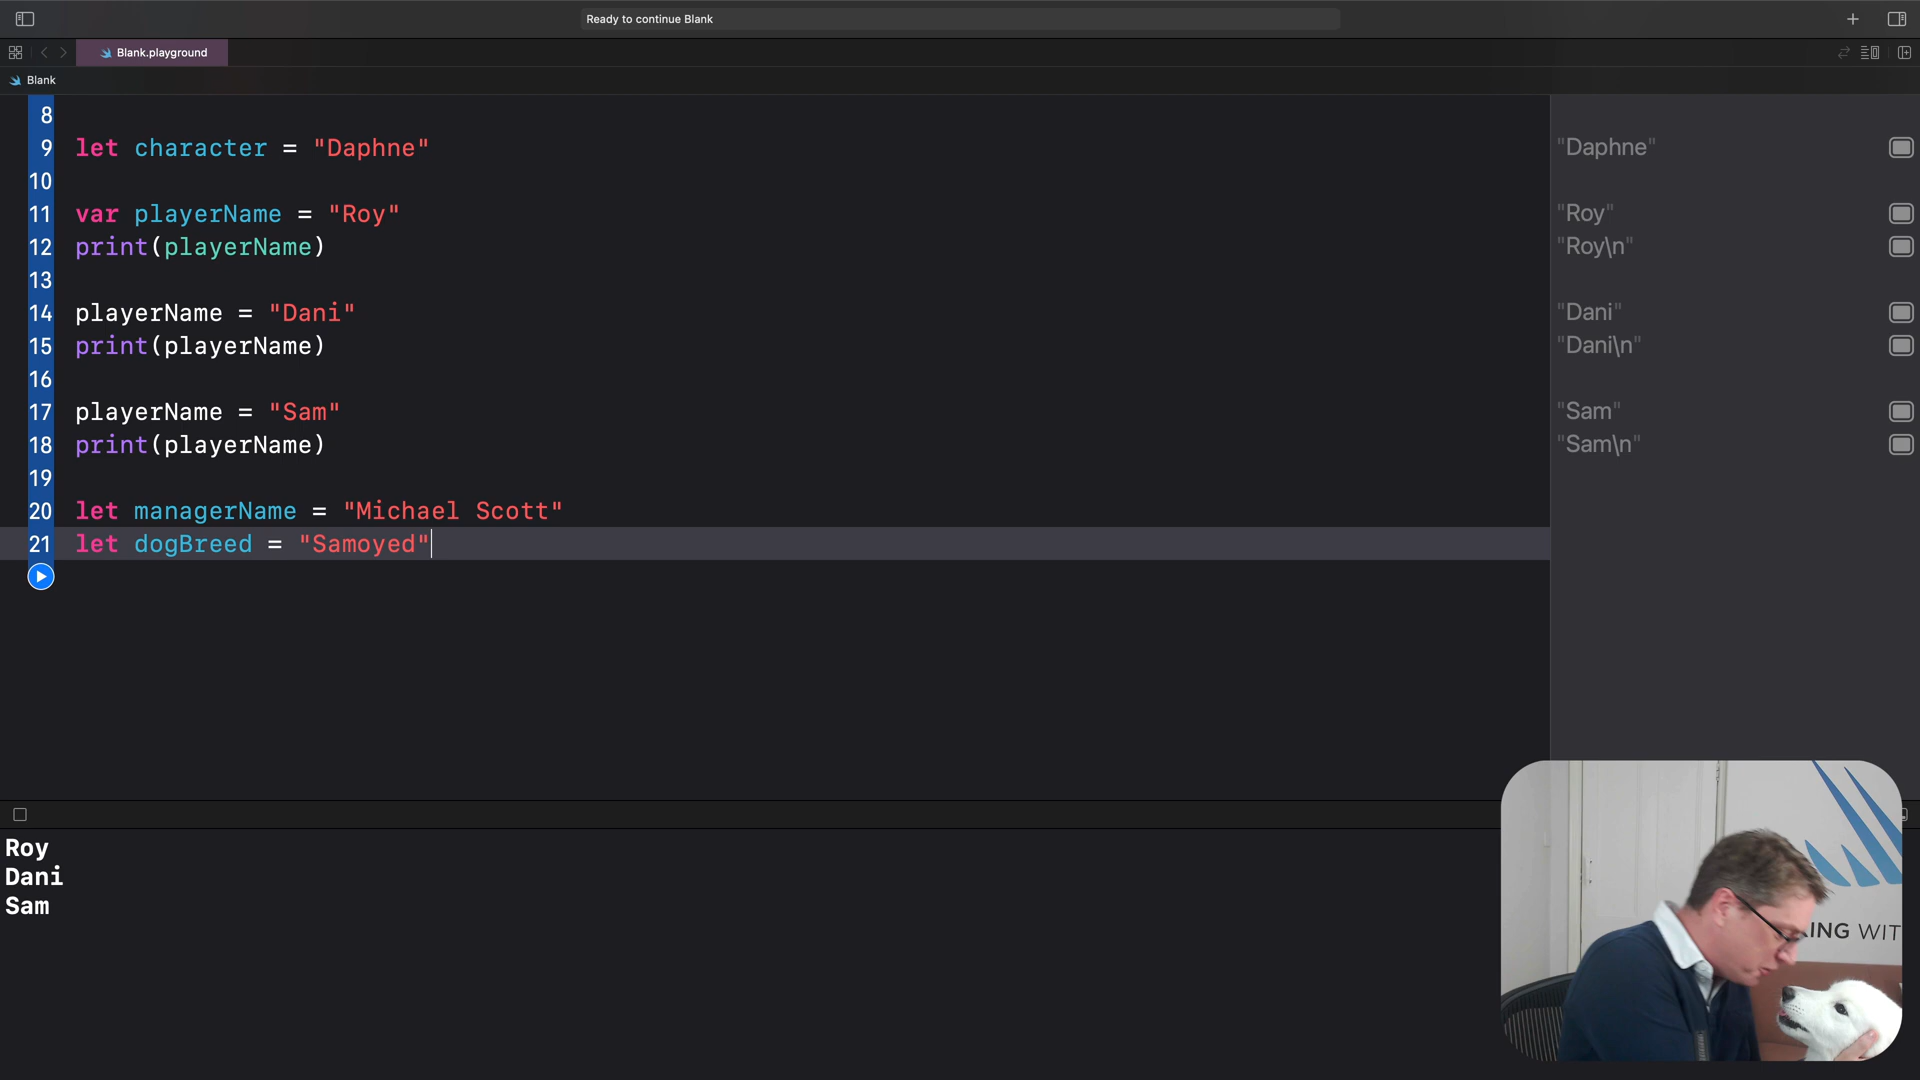 Ready to continue Blank
Blank.playground
Blank
8
9 let character = "Daphne" "Daphne"
10
11 var playerName = "Roy" "Roy"
12 print(playerName) "Roy\n"
13
14 playerName = "Dani" "Dani"
15 print(playerName) "Dani\n"
16
17 playerName = "Sam" "Sam"
18 print(playerName) "Sam\n"
19
20 let managerName = "Michael Scott"
21 let dogBreed = "Samoyed"
Roy
Dani
Sam
KING WIT